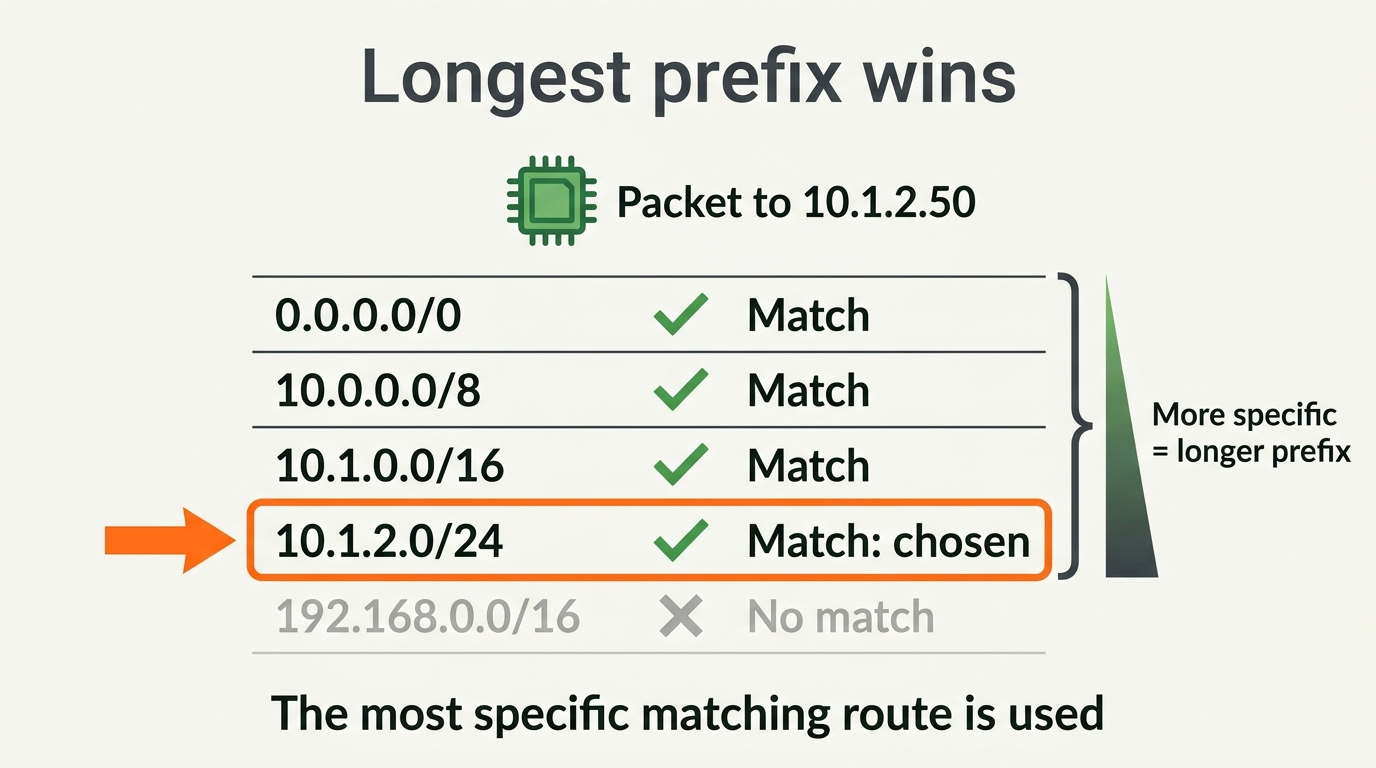 Longest prefix wins
Packet to 10.1.2.50
0.0.0.0/0 Match
10.0.0.0/8 Match
10.1.0.0/16 Match
10.1.2.0/24 Match: chosen
192.168.0.0/16 No match
More specific
= longer prefix
The most specific matching route is used